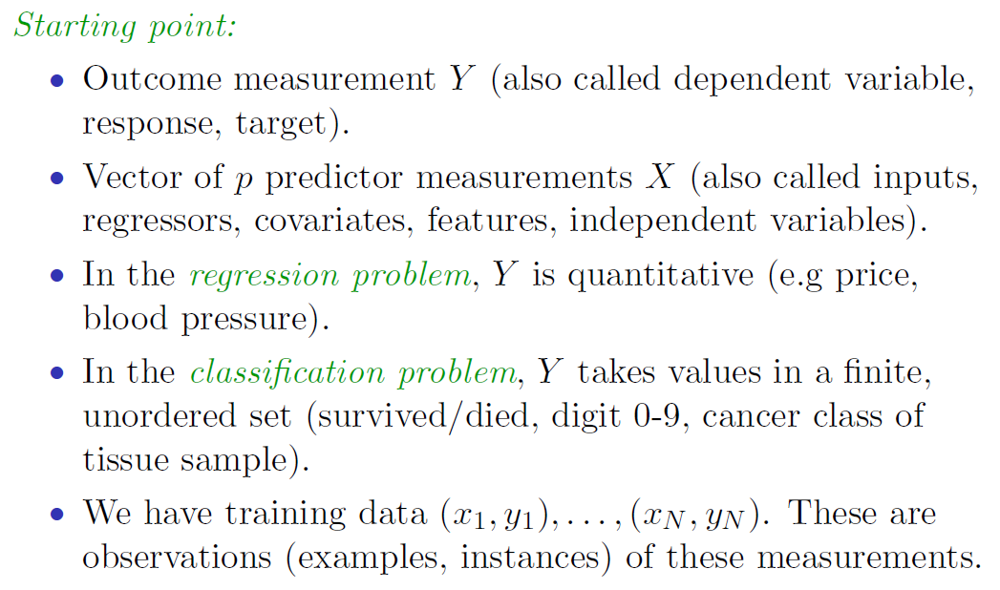 Starting point:
• Outcome measurement Y (also called dependent variable,
response, target).
• Vector of p predictor measurements X (also called inputs,
regressors, covariates, features, independent variables).
• In the regression problem, Y is quantitative (e.g price,
blood pressure).
• In the classification problem, Y takes values in a finite,
unordered set (survived/died, digit 0-9, cancer class of
tissue sample).
• We have training data (x₁, y₁), . . . , (x_N, y_N). These are
observations (examples, instances) of these measurements.